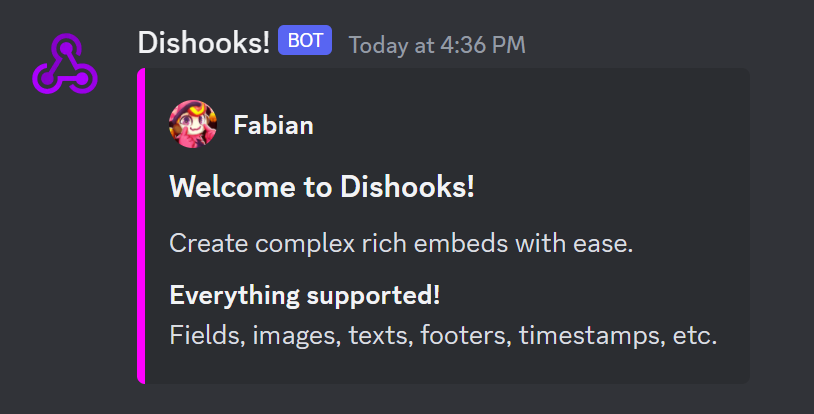 Dishooks! BOT Today at 4:36 PM
Fabian
Welcome to Dishooks!
Create complex rich embeds with ease.
Everything supported!
Fields, images, texts, footers, timestamps, etc.